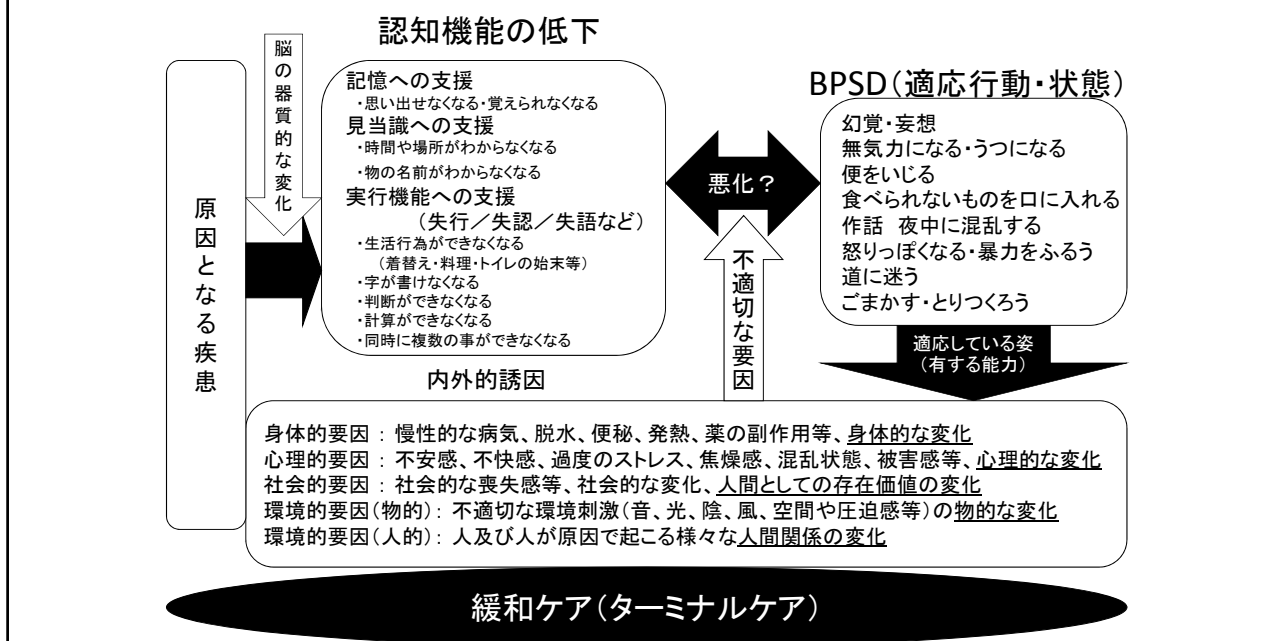 認知機能の低下
脳の器質的な変化
原因となる疾患
記憶への支援
・思い出せなくなる・覚えられなくなる
見当識への支援
・時間や場所がわからなくなる
・物の名前がわからなくなる
実行機能への支援
(失行／失認／失語など)
・生活行為ができなくなる
(着替え・料理・トイレの始末等)
・字が書けなくなる
・判断ができなくなる
・計算ができなくなる
・同時に複数の事ができなくなる
悪化？
不適切な要因
BPSD(適応行動・状態)
幻覚・妄想
無気力になる・うつになる
便をいじる
食べられないものを口に入れる
作話 夜中に混乱する
怒りっぽくなる・暴力をふるう
道に迷う
ごまかす・とりつくろう
適応している姿
(有する能力)
内外的誘因
身体的要因 ： 慢性的な病気、脱水、便秘、発熱、薬の副作用等、身体的な変化
心理的要因 ： 不安感、不快感、過度のストレス、焦燥感、混乱状態、被害感等、心理的な変化
社会的要因 ： 社会的な喪失感等、社会的な変化、人間としての存在価値の変化
環境的要因(物的) ： 不適切な環境刺激(音、光、陰、風、空間や圧迫感等)の物的な変化
環境的要因(人的) ： 人及び人が原因で起こる様々な人間関係の変化
緩和ケア(ターミナルケア)